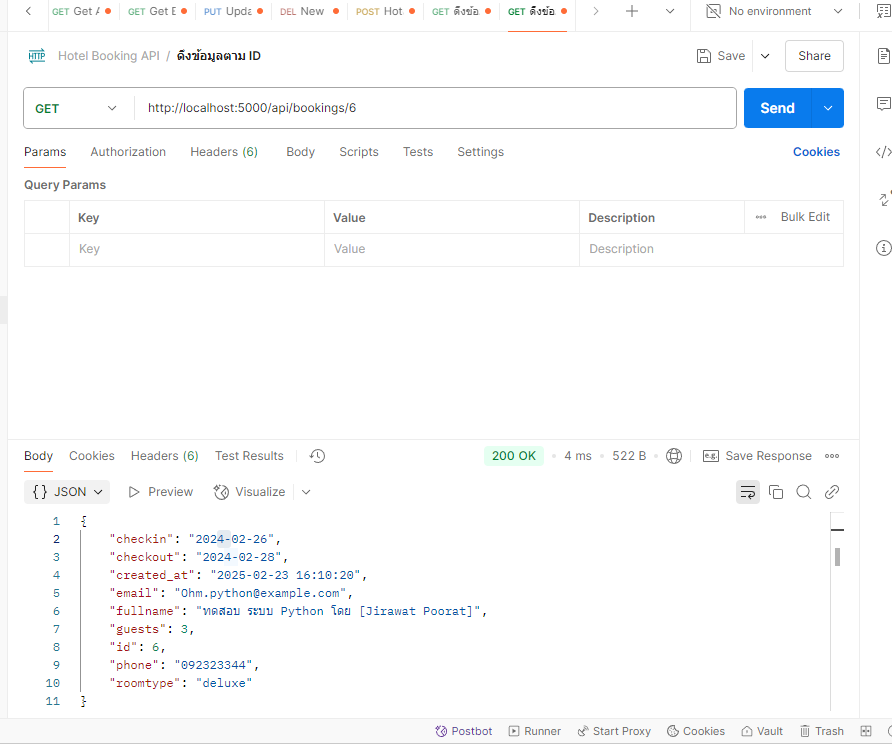 GET Get A GET Get E PUT Upda DEL New POST Hot GET ดึงข้อ GET ดึงข้อ No environment
HTTP Hotel Booking API / ดึงข้อมูลตาม ID Save Share
GET http://localhost:5000/api/bookings/6 Send
Params Authorization Headers (6) Body Scripts Tests Settings Cookies
Query Params
Key Value Description Bulk Edit
Key Value Description
Body Cookies Headers (6) Test Results 200 OK 4 ms 522 B e.g. Save Response
{} JSON Preview Visualize
1 {
2 "checkin": "2024-02-26",
3 "checkout": "2024-02-28",
4 "created_at": "2025-02-23 16:10:20",
5 "email": "Ohm.python@example.com",
6 "fullname": "ทดสอบ ระบบ Python โดย [Jirawat Poorat]",
7 "guests": 3,
8 "id": 6,
9 "phone": "092323344",
10 "roomtype": "deluxe"
11 }
Postbot Runner Start Proxy Cookies Vault Trash